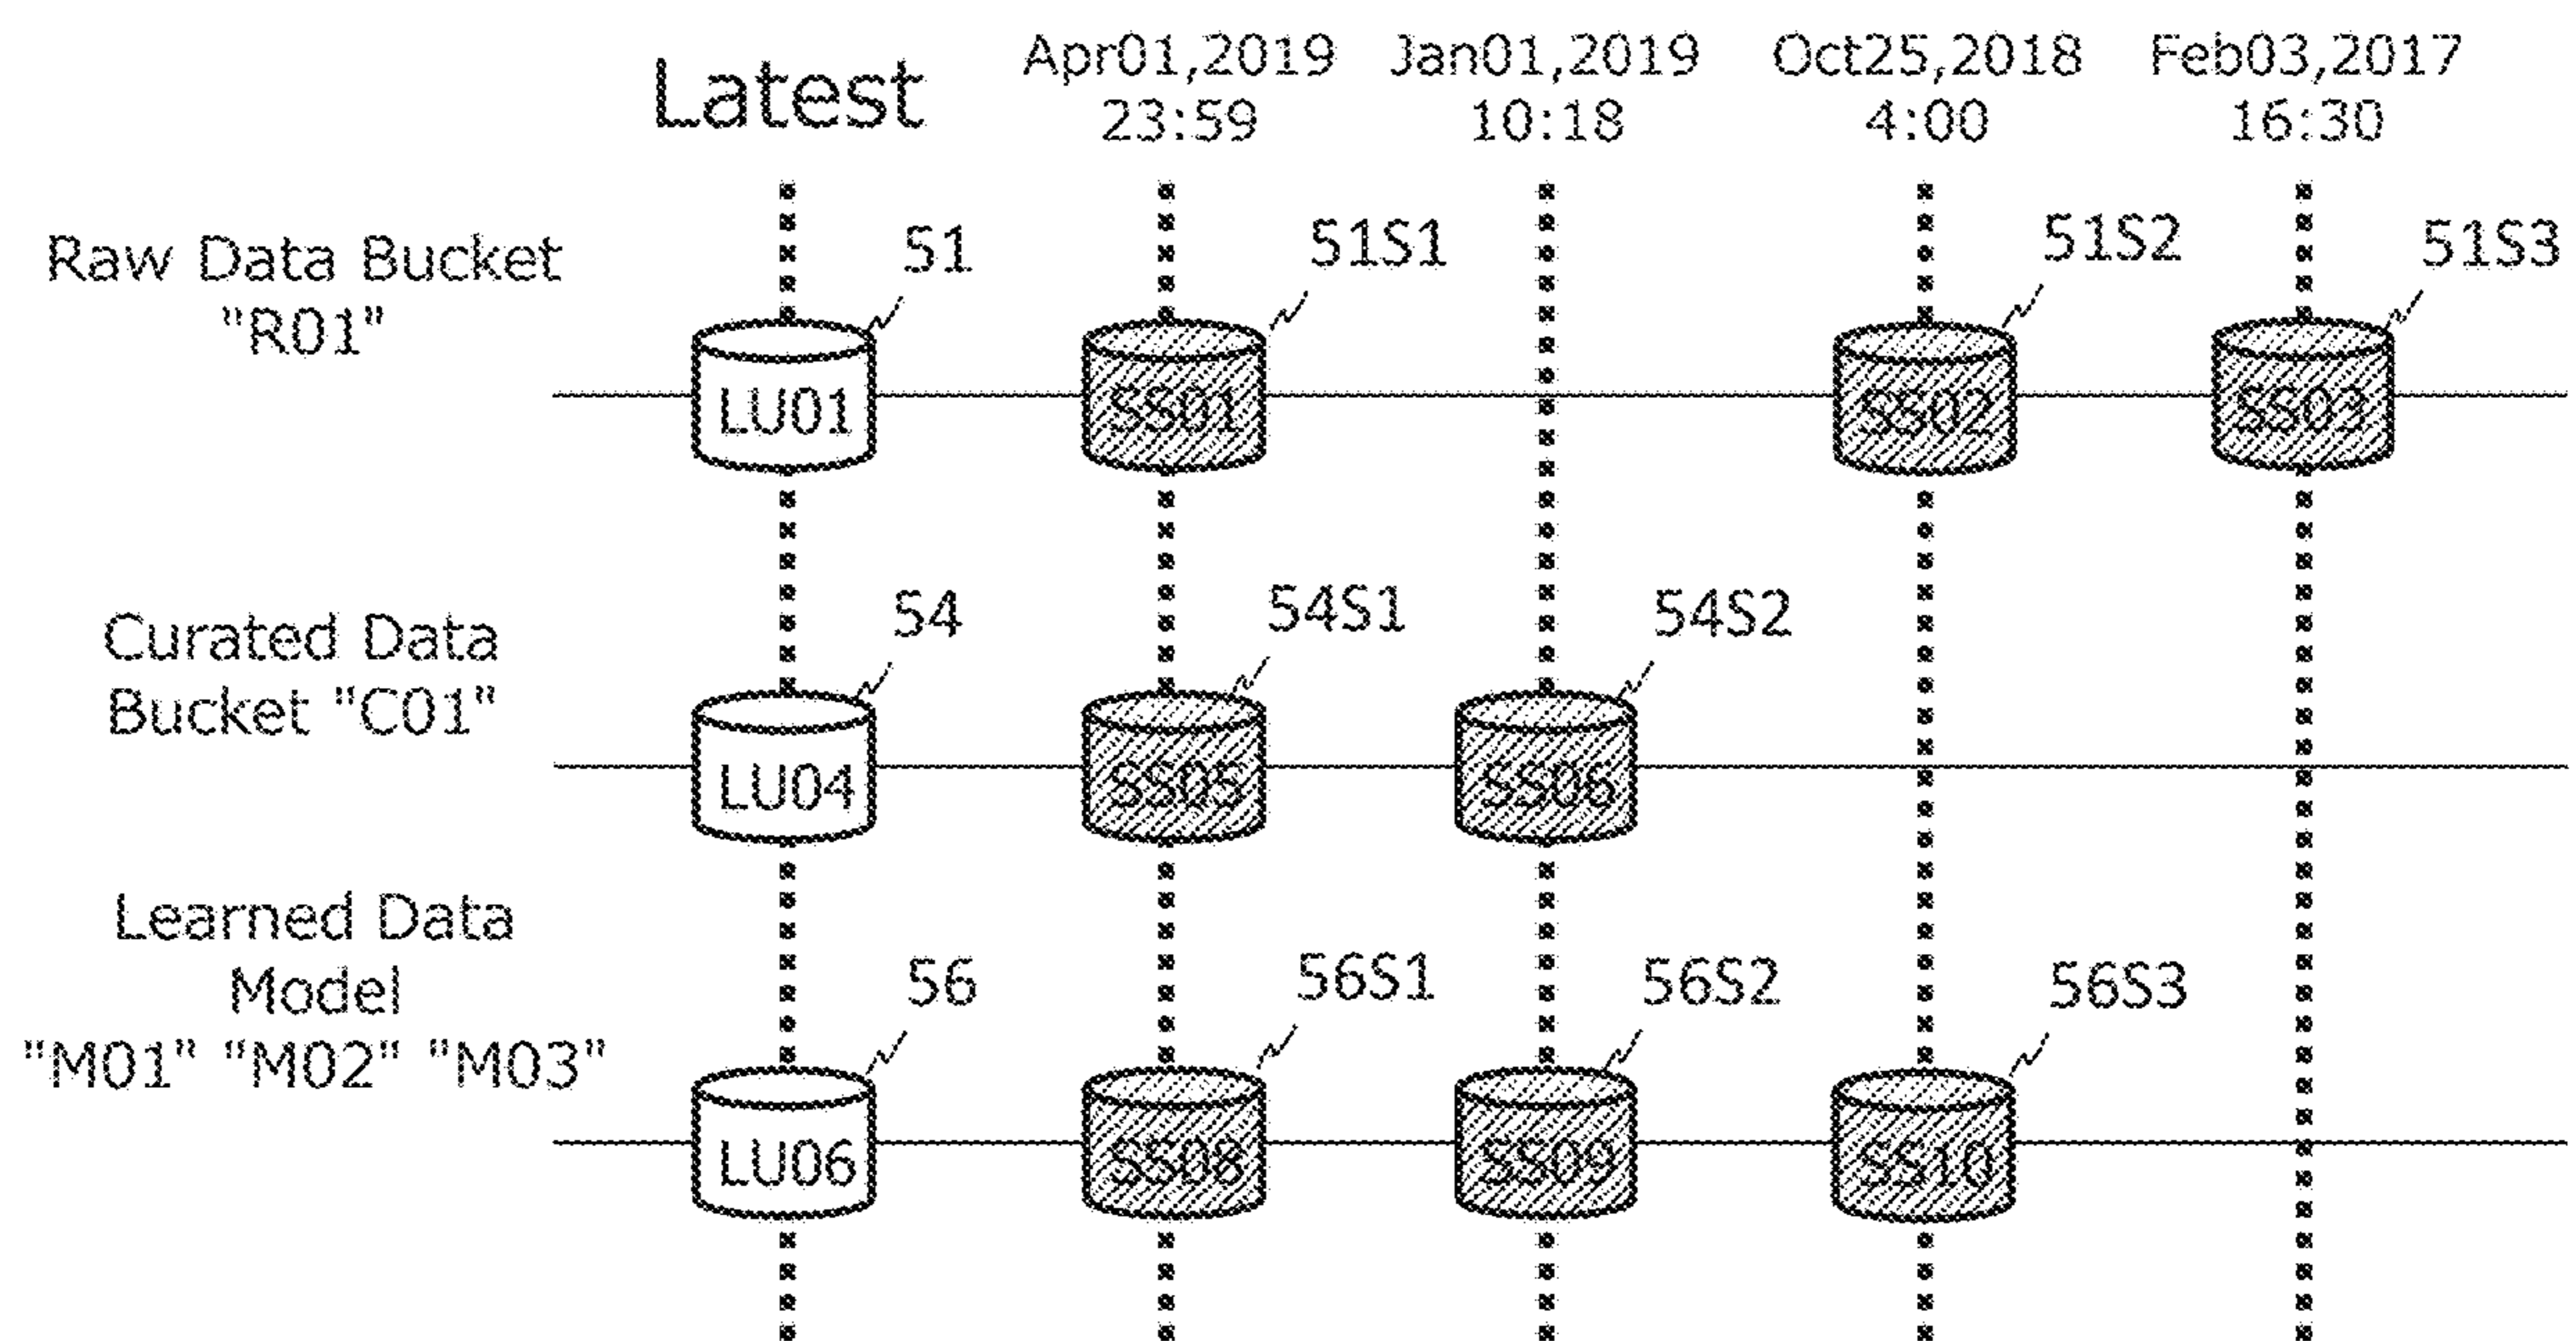 Latest
Apr01,2019
23:59
Jan01,2019
10:18
Oct25,2018
4:00
Feb03,2017
16:30
Raw Data Bucket
"R01"
51
51S1
51S2
51S3
LU01
SS01
SS02
SS03
Curated Data
Bucket "C01"
54
54S1
54S2
LU04
SS05
SS06
Learned Data
Model
"M01" "M02" "M03"
56
56S1
56S2
56S3
LU06
SS08
SS09
SS10